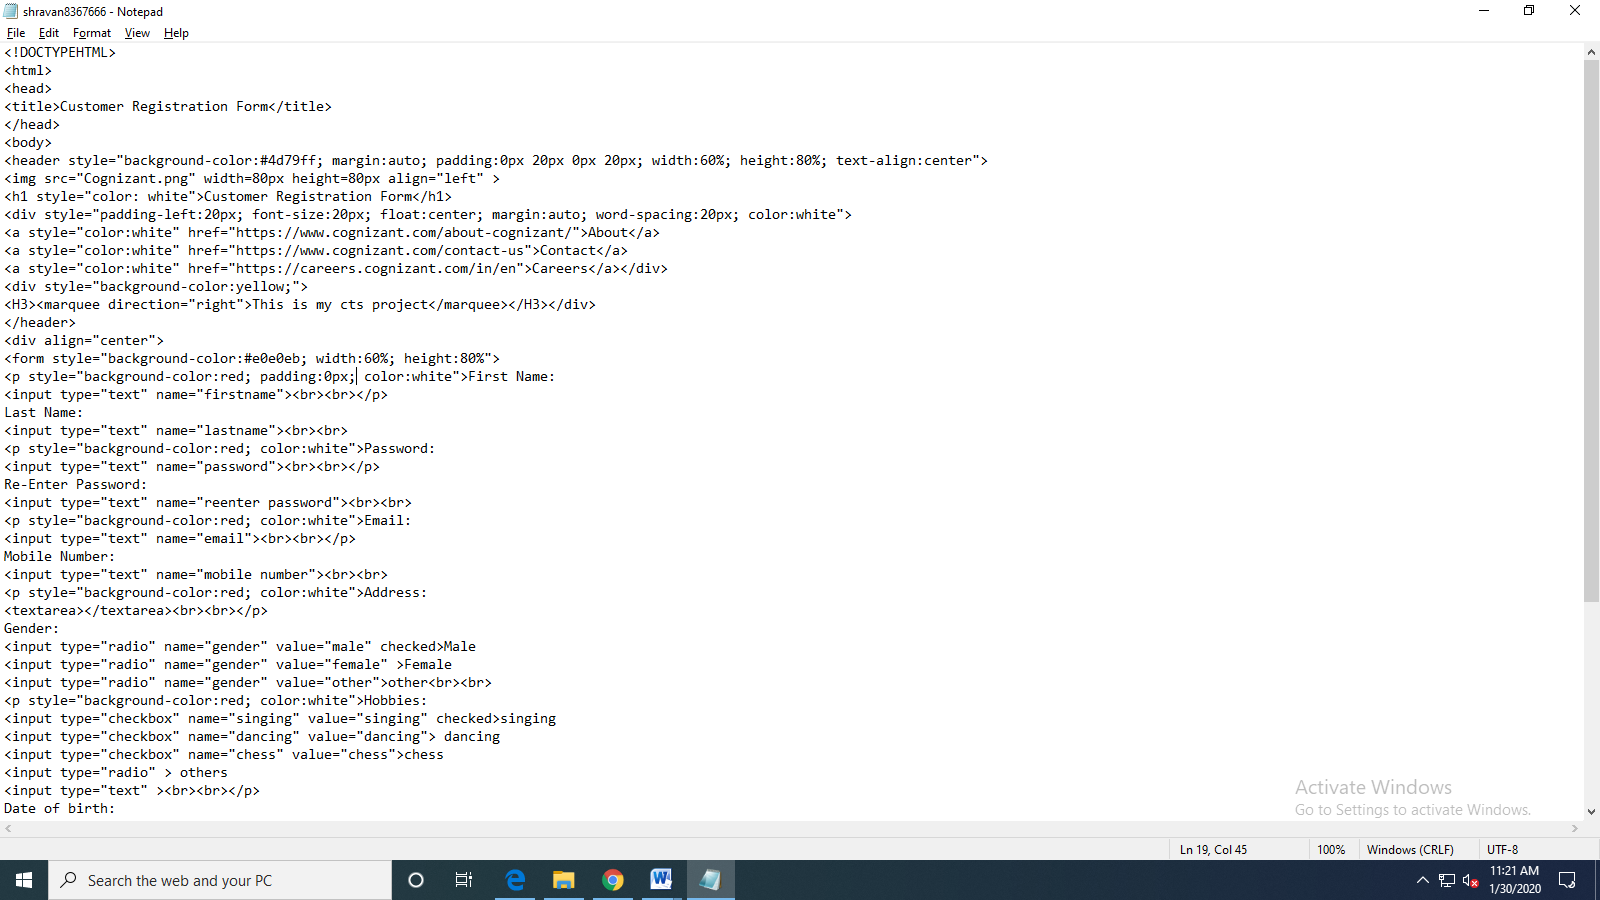 shravan8367666 - Notepad
File Edit Format View Help
<!DOCTYPEHTML>
<html>
<head>
<title>Customer Registration Form</title>
</head>
<body>
<header style="background-color:#4d79ff; margin:auto; padding:0px 20px 0px 20px; width:60%; height:80%; text-align:center">
<img src="Cognizant.png" width=80px height=80px align="left" >
<h1 style="color: white">Customer Registration Form</h1>
<div style="padding-left:20px; font-size:20px; float:center; margin:auto; word-spacing:20px; color:white">
<a style="color:white" href="https://www.cognizant.com/about-cognizant/">About</a>
<a style="color:white" href="https://www.cognizant.com/contact-us">Contact</a>
<a style="color:white" href="https://careers.cognizant.com/in/en">Careers</a></div>
<div style="background-color:yellow;">
<H3><marquee direction="right">This is my cts project</marquee></H3></div>
</header>
<div align="center">
<form style="background-color:#e0e0eb; width:60%; height:80%">
<p style="background-color:red; padding:0px; color:white">First Name:
<input type="text" name="firstname"><br><br></p>
Last Name:
<input type="text" name="lastname"><br><br>
<p style="background-color:red; color:white">Password:
<input type="text" name="password"><br><br></p>
Re-Enter Password:
<input type="text" name="reenter password"><br><br>
<p style="background-color:red; color:white">Email:
<input type="text" name="email"><br><br></p>
Mobile Number:
<input type="text" name="mobile number"><br><br>
<p style="background-color:red; color:white">Address:
<textarea></textarea><br><br></p>
Gender:
<input type="radio" name="gender" value="male" checked>Male
<input type="radio" name="gender" value="female" >Female
<input type="radio" name="gender" value="other">other<br><br>
<p style="background-color:red; color:white">Hobbies:
<input type="checkbox" name="singing" value="singing" checked>singing
<input type="checkbox" name="dancing" value="dancing"> dancing
<input type="checkbox" name="chess" value="chess">chess
<input type="radio" > others
<input type="text" ><br><br></p>
Date of birth:
Activate Windows
Go to Settings to activate Windows.
Ln 19, Col 45 100% Windows (CRLF) UTF-8
Search the web and your PC
11:21 AM
1/30/2020